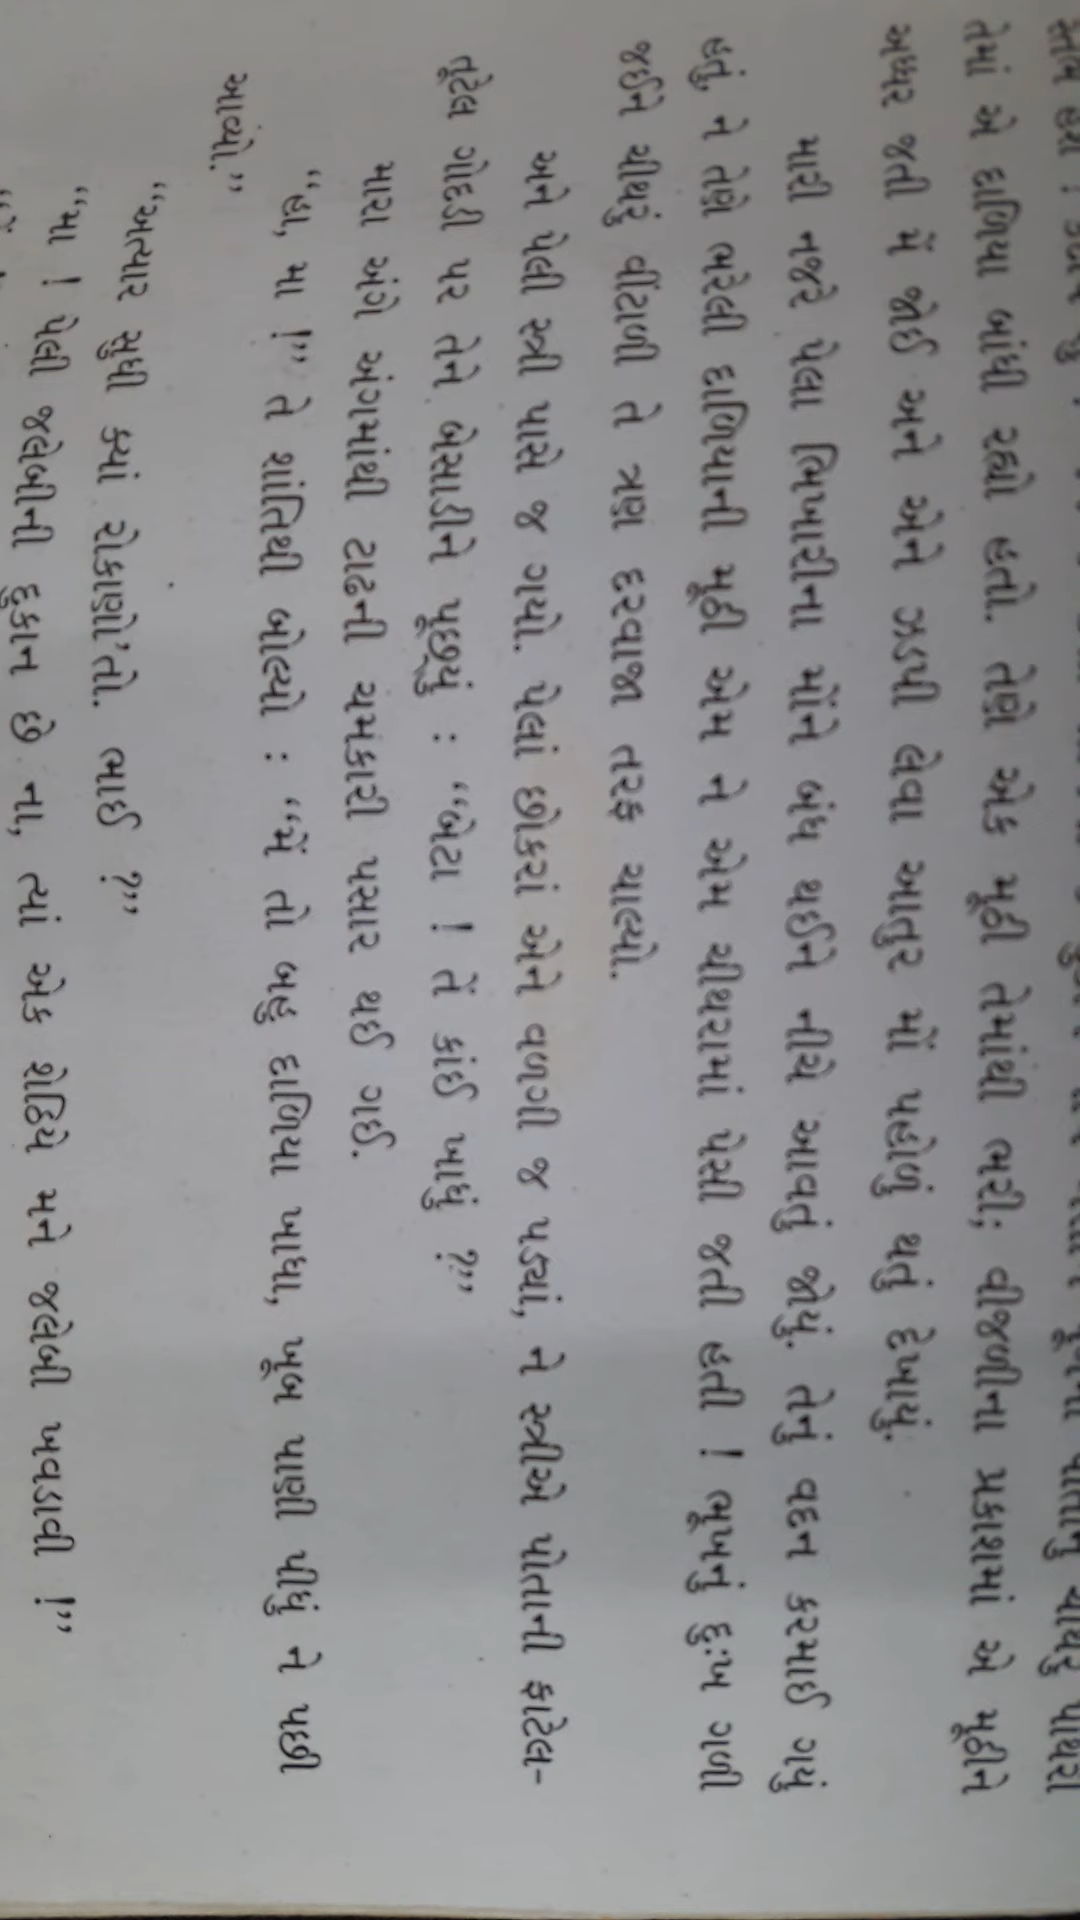 તેમાં એ દાળિયા બાંધી રહ્યો હતો. તેણે એક મૂઠી તેમાંથી ભરી; વીજળીના પ્રકાશમાં એ મૂઠીને
અધ્ધર જતી મેં જોઈ અને એને ઝડપી લેવા આતુર મોં પહોળું થતું દેખાયું.
મારી નજરે પેલા ભિખારીના મોંને બંધ થઈને નીચે આવતું જોયું. તેનું વદન કરમાઈ ગયું
હતું ને તેણે ભરેલી દાળિયાની મૂઠી એમ ને એમ ચીથરામાં પેસી જતી હતી ! ભૂખનું દુઃખ ગળી
જઈને ચીથરું વીંટાળી તે ત્રણ દરવાજા તરફ ચાલ્યો.
અને પેલી સ્ત્રી પાસે જ ગયો. પેલાં છોકરાં એને વળગી જ પડ્યાં, ને સ્ત્રીએ પોતાની ફાટેલ-
તૂટેલ ગોદડી પર તેને બેસાડીને પૂછ્યું : “બેટા ! તેં કાંઈ ખાધું ?”
મારા અંગે અંગમાંથી ટાઢની ચમકારી પસાર થઈ ગઈ.
“હા, મા !” તે શાંતિથી બોલ્યો : “મેં તો બહુ દાળિયા ખાધા, ખૂબ પાણી પીધું ને પછી
આવ્યો.”
“અત્યાર સુધી ક્યાં રોકાણો’તો. ભાઈ ?”
“મા ! પેલી જલેબીની દુકાન છે ના, ત્યાં એક શેઠિયે મને જલેબી ખવડાવી !”